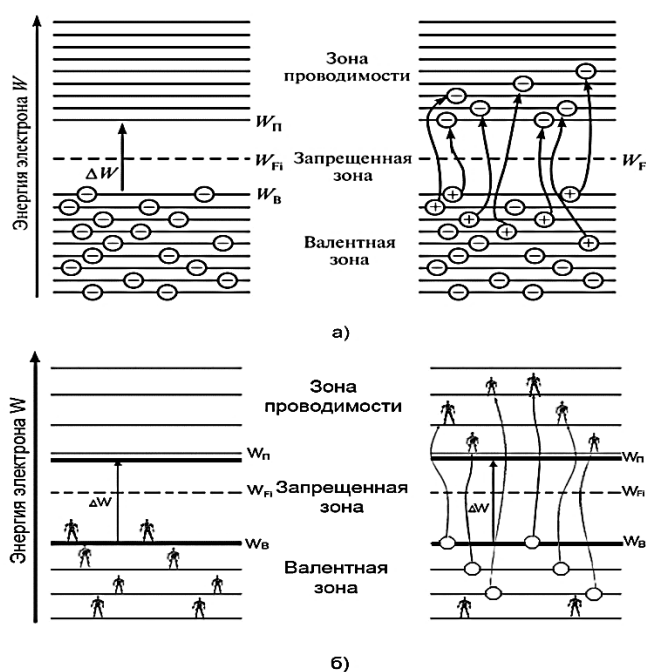 Энергия электрона W
Зона
проводимости
W_П
W_Fi
ΔW
Запрещенная
зона
W_F
W_В
Валентная
зона
а)
Энергия электрона W
Зона
проводимости
W_П
W_П
W_Fi
ΔW
Запрещенная
зона
ΔW
W_Fi
W_В
W_В
Валентная
зона
б)